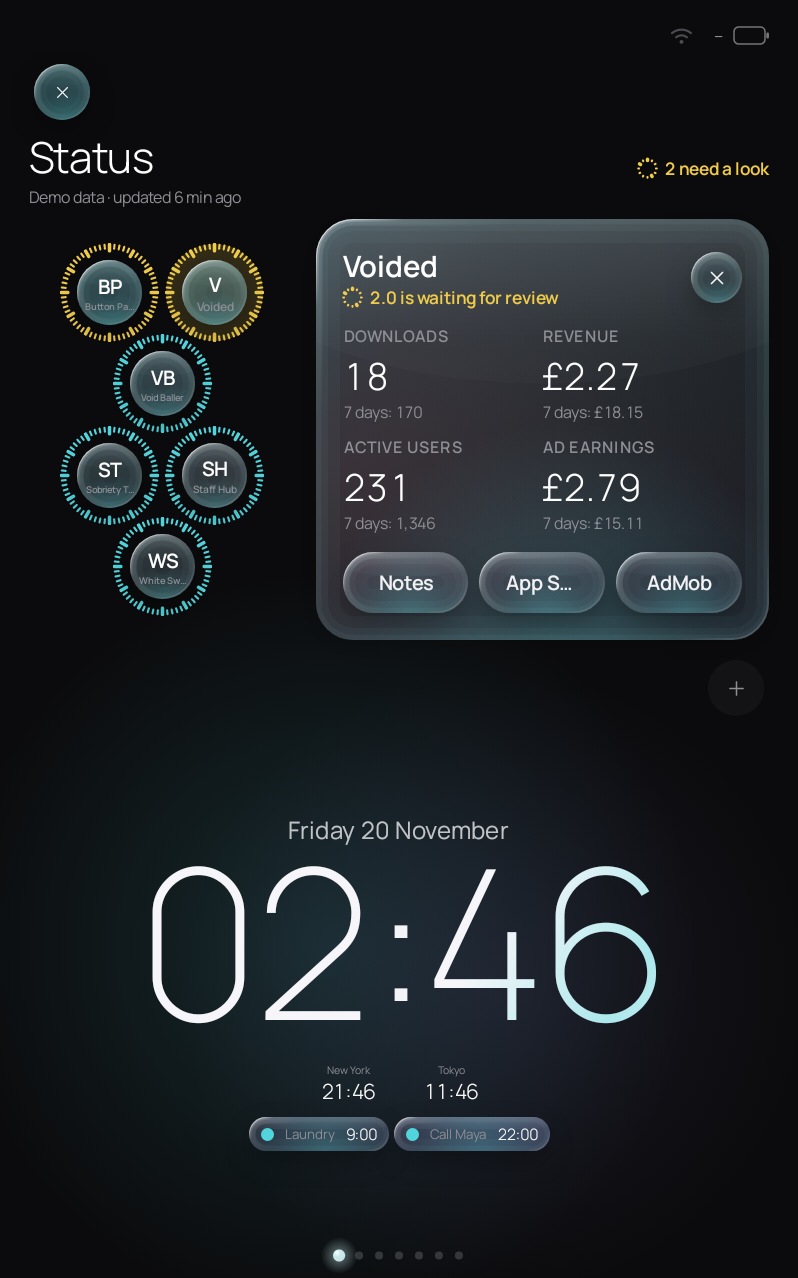 –
×
Status
Demo data · updated 6 min ago
2 need a look
BP
Button Pa...
V
Voided
VB
Void Baller
ST
Sobriety T...
SH
Staff Hub
WS
White Sw...
Voided
×
2.0 is waiting for review
DOWNLOADS
18
7 days: 170
REVENUE
£2.27
7 days: £18.15
ACTIVE USERS
231
7 days: 1,346
AD EARNINGS
£2.79
7 days: £15.11
Notes
App S...
AdMob
+
Friday 20 November
02:46
New York
21:46
Tokyo
11:46
Laundry 9:00
Call Maya 22:00